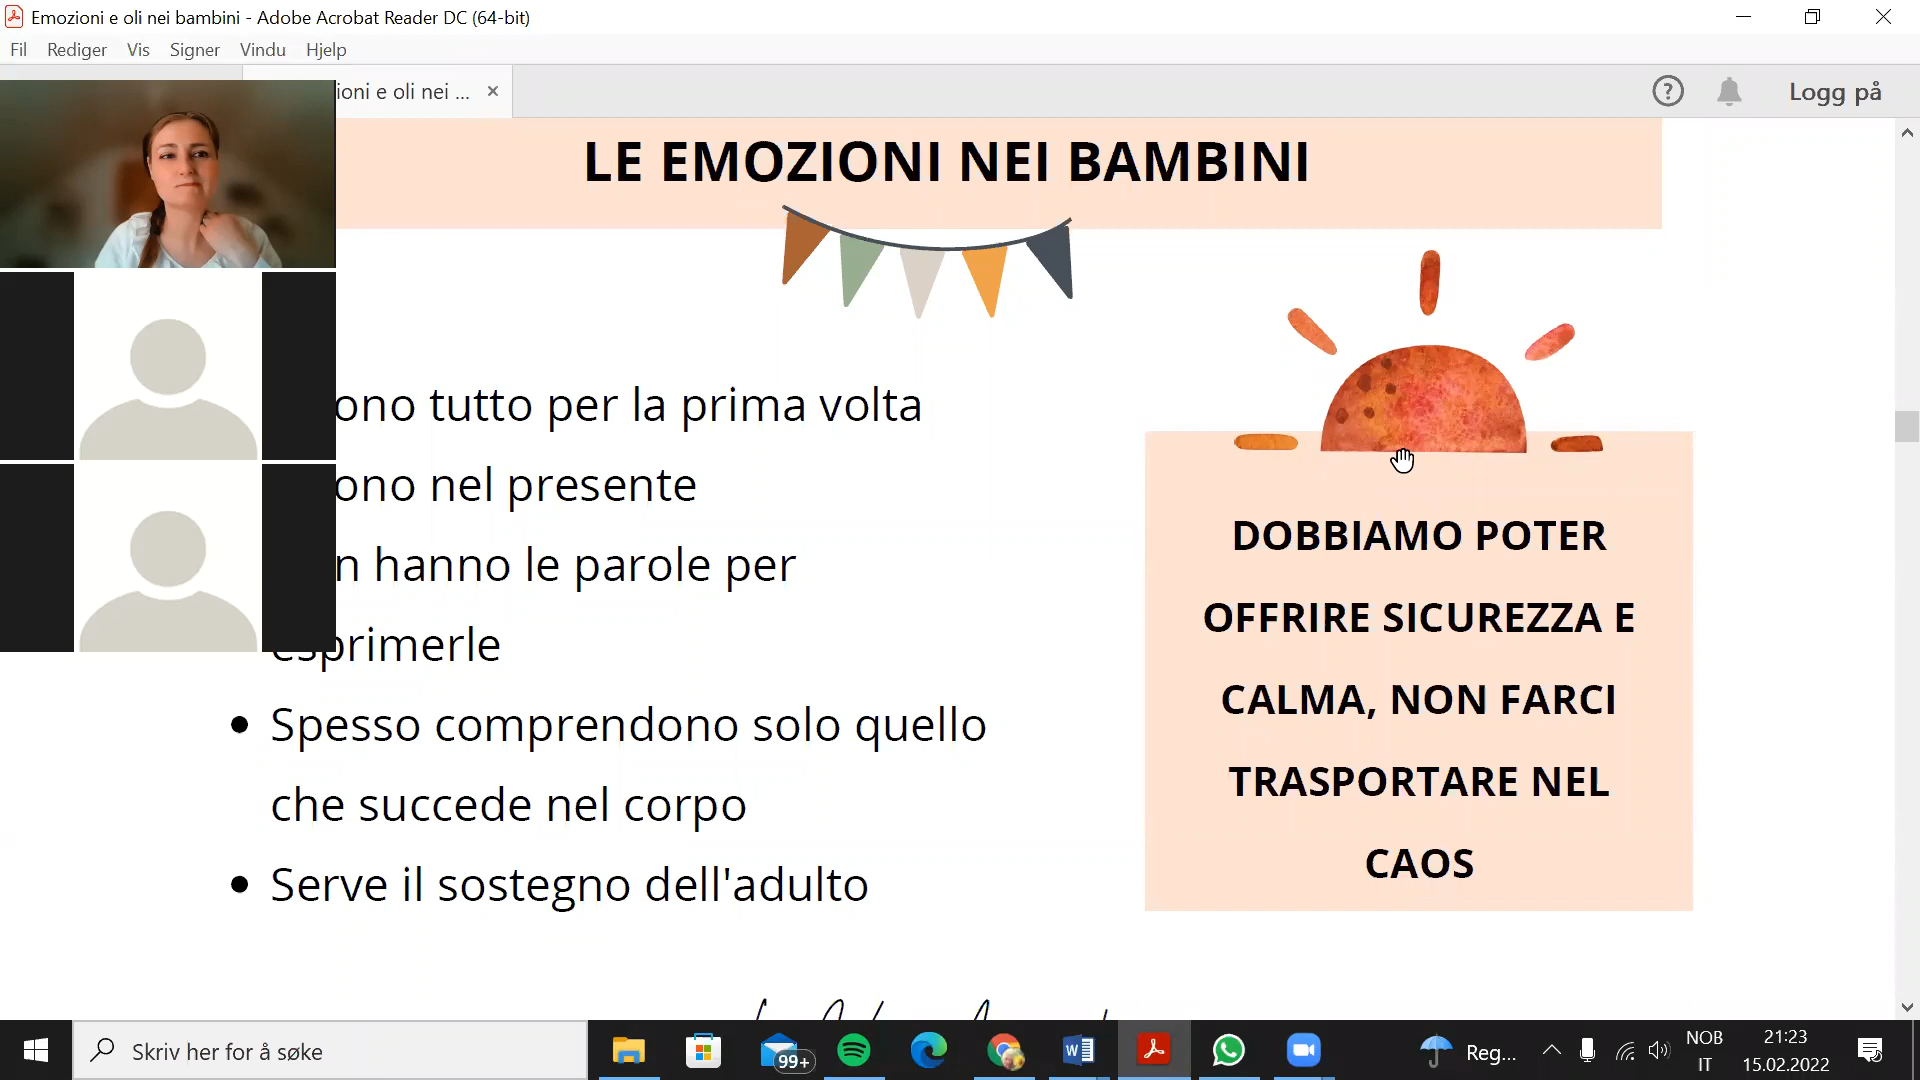 Emozioni e oli nei bambini - Adobe Acrobat Reader DC (64-bit)
Fil Rediger Vis Signer Vindu Hjelp
ioni e oli nei ...
Logg på
LE EMOZIONI NEI BAMBINI
ono tutto per la prima volta
ono nel presente
n hanno le parole per
esprimerle
• Spesso comprendono solo quello
che succede nel corpo
• Serve il sostegno dell'adulto
DOBBIAMO POTER
OFFRIRE SICUREZZA E
CALMA, NON FARCI
TRASPORTARE NEL
CAOS
Skriv her for å søke
99+
Reg...
NOB
IT
21:23
15.02.2022